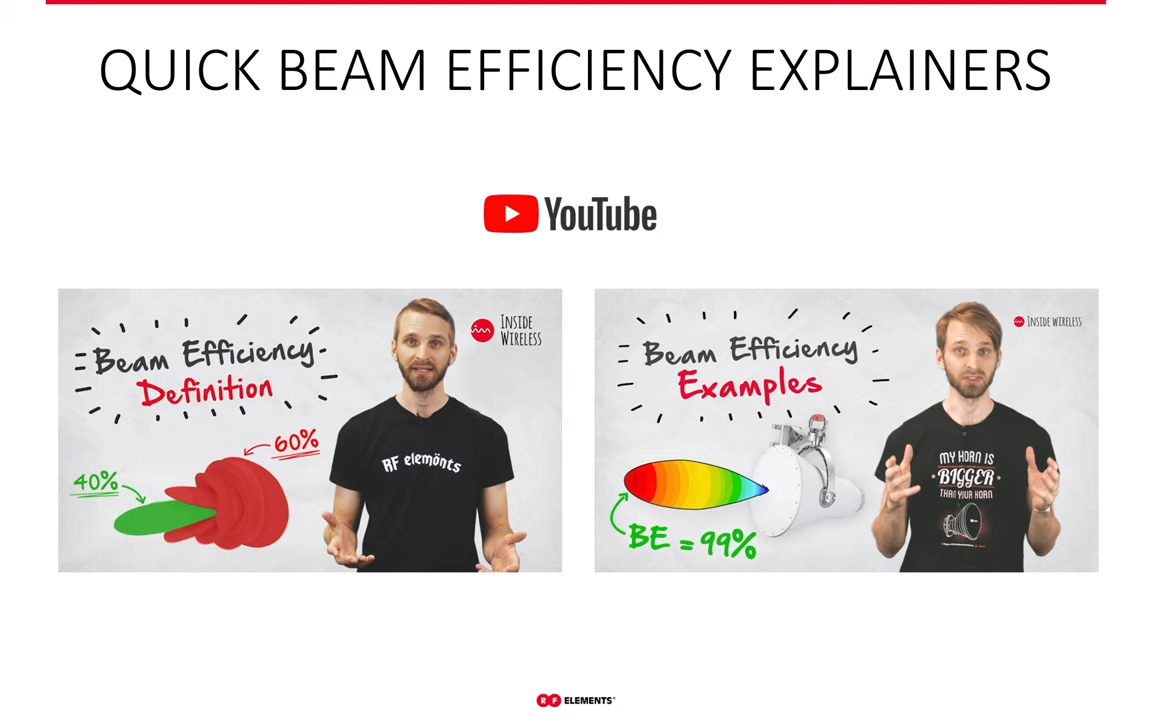 QUICK BEAM EFFICIENCY EXPLAINERS
YouTube
Beam Efficiency
Definition
INSIDE
WIRELESS
60%
40%
RF elemönts
Beam Efficiency
Examples
INSIDE WIRELESS
MY HORN IS
BIGGER
THAN YOUR HORN
BE = 99%
RF ELEMENTS